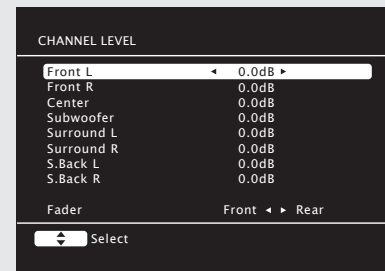 CHANNEL LEVEL
Front L ◄ 0.0dB ►
Front R 0.0dB
Center 0.0dB
Subwoofer 0.0dB
Surround L 0.0dB
Surround R 0.0dB
S.Back L 0.0dB
S.Back R 0.0dB
Fader Front ◄ ► Rear
Select